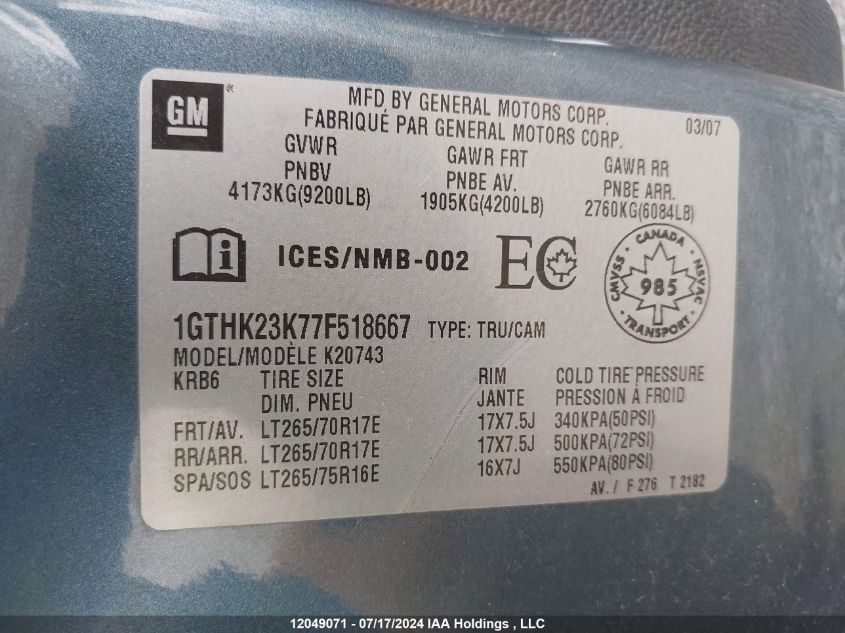 GM ®
MFD BY GENERAL MOTORS CORP. 03/07
FABRIQUÉ PAR GENERAL MOTORS CORP.
GVWR GAWR FRT GAWR RR
PNBV PNBE AV. PNBE ARR.
4173KG(9200LB) 1905KG(4200LB) 2760KG(6084LB)
i ICES/NMB-002 EC
CANADA
CMVSS 985 NSVAC
TRANSPORT
1GTHK23K77F518667 TYPE: TRU/CAM
MODEL/MODÈLE K20743
KRB6 TIRE SIZE RIM COLD TIRE PRESSURE
DIM. PNEU JANTE PRESSION À FROID
FRT/AV. LT265/70R17E 17X7.5J 340KPA(50PSI)
RR/ARR. LT265/70R17E 17X7.5J 500KPA(72PSI)
SPA/SOS LT265/75R16E 16X7J 550KPA(80PSI)
AV. / F 276 T 2182
12049071 - 07/17/2024 IAA Holdings , LLC